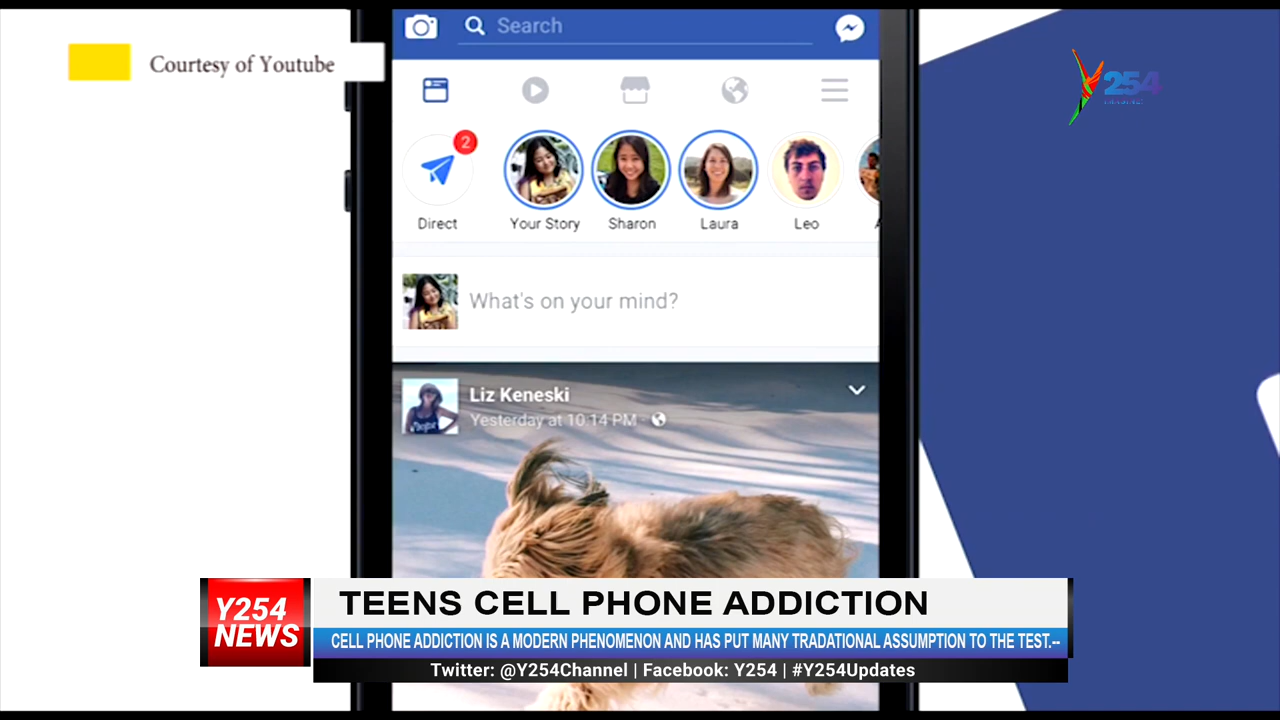 Search
Courtesy of Youtube
254
2
Direct
Your Story
Sharon
Laura
Leo
What's on your mind?
Liz Keneski
Yesterday at 10:14 PM
Y254
NEWS
TEENS CELL PHONE ADDICTION
CELL PHONE ADDICTION IS A MODERN PHENOMENON AND HAS PUT MANY TRADATIONAL ASSUMPTION TO THE TEST.--
Twitter: @Y254Channel | Facebook: Y254 | #Y254Updates